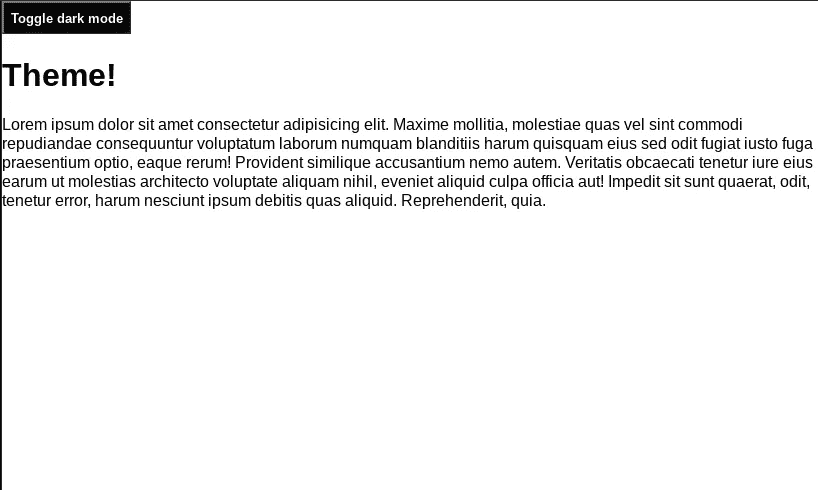 Toggle dark mode
Theme!
Lorem ipsum dolor sit amet consectetur adipisicing elit. Maxime mollitia, molestiae quas vel sint commodi
repudiandae consequuntur voluptatum laborum numquam blanditiis harum quisquam eius sed odit fugiat iusto fuga
praesentium optio, eaque rerum! Provident similique accusantium nemo autem. Veritatis obcaecati tenetur iure eius
earum ut molestias architecto voluptate aliquam nihil, eveniet aliquid culpa officia aut! Impedit sit sunt quaerat, odit,
tenetur error, harum nesciunt ipsum debitis quas aliquid. Reprehenderit, quia.